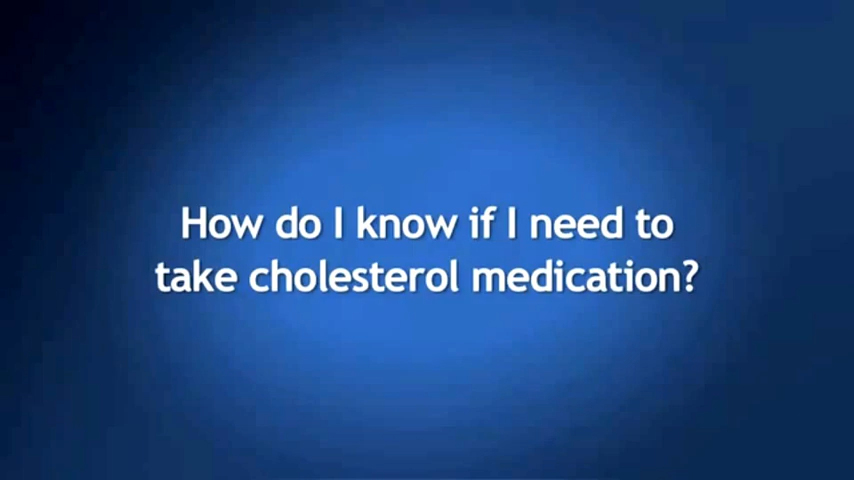 How do I know if I need to
take cholesterol medication?